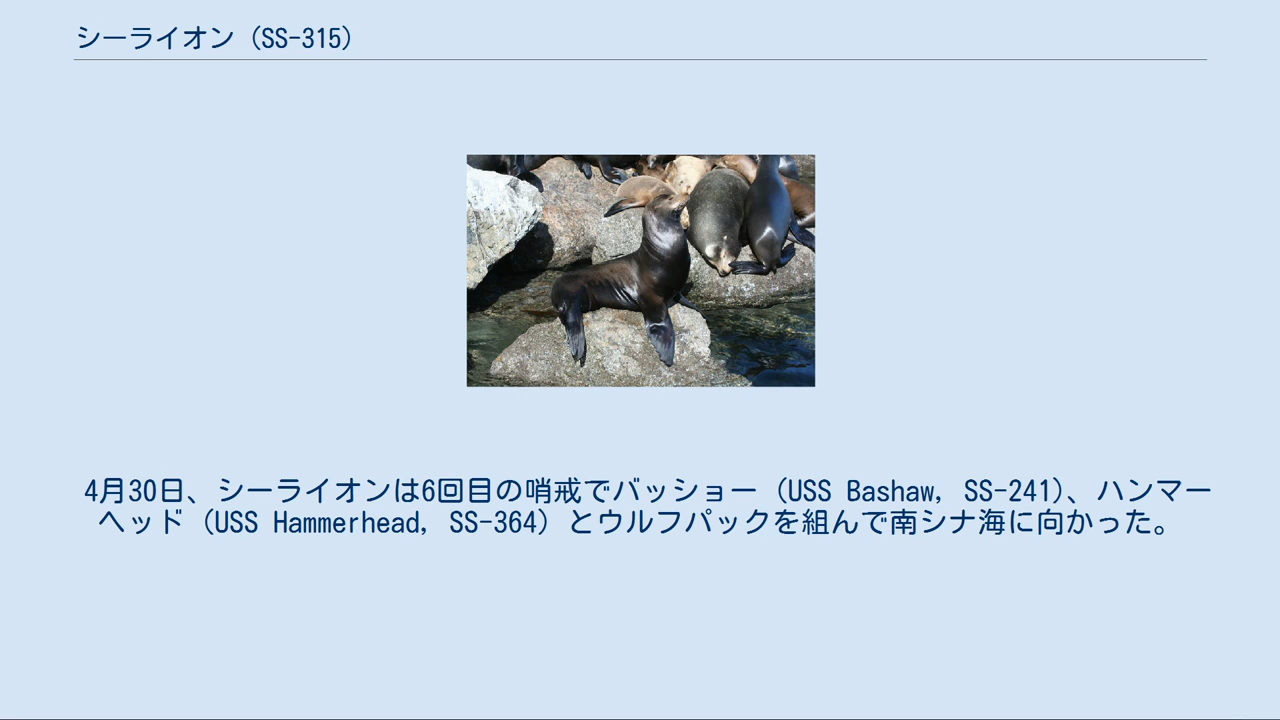 シーライオン（SS-315）
4月30日、シーライオンは6回目の哨戒でバッショー（USS Bashaw, SS-241）、ハンマー
ヘッド（USS Hammerhead, SS-364）とウルフパックを組んで南シナ海に向かった。